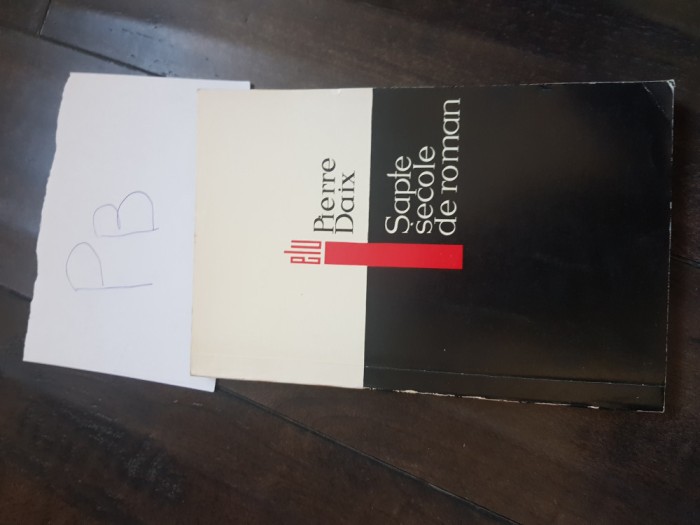 PB
elu
Pierre
Daix
Șapte
secole
de roman